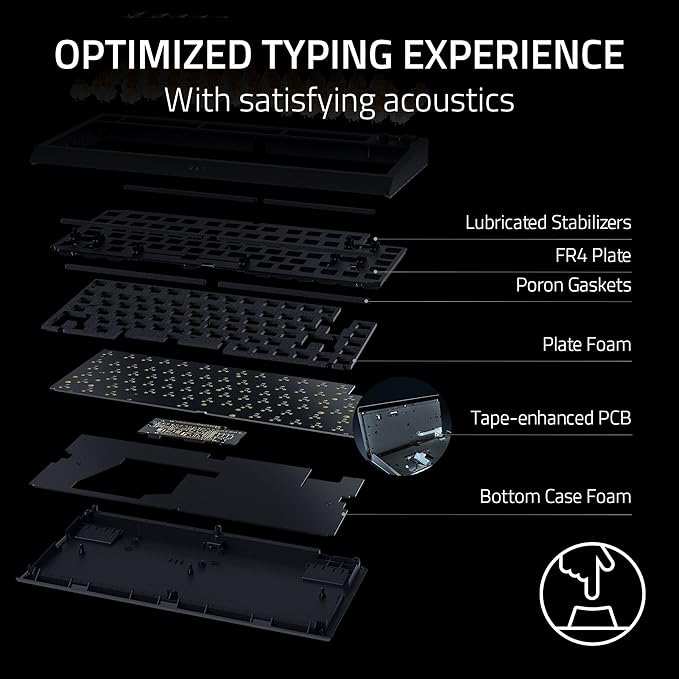 OPTIMIZED TYPING EXPERIENCE
With satisfying acoustics
Lubricated Stabilizers
FR4 Plate
Poron Gaskets
Plate Foam
Tape-enhanced PCB
Bottom Case Foam